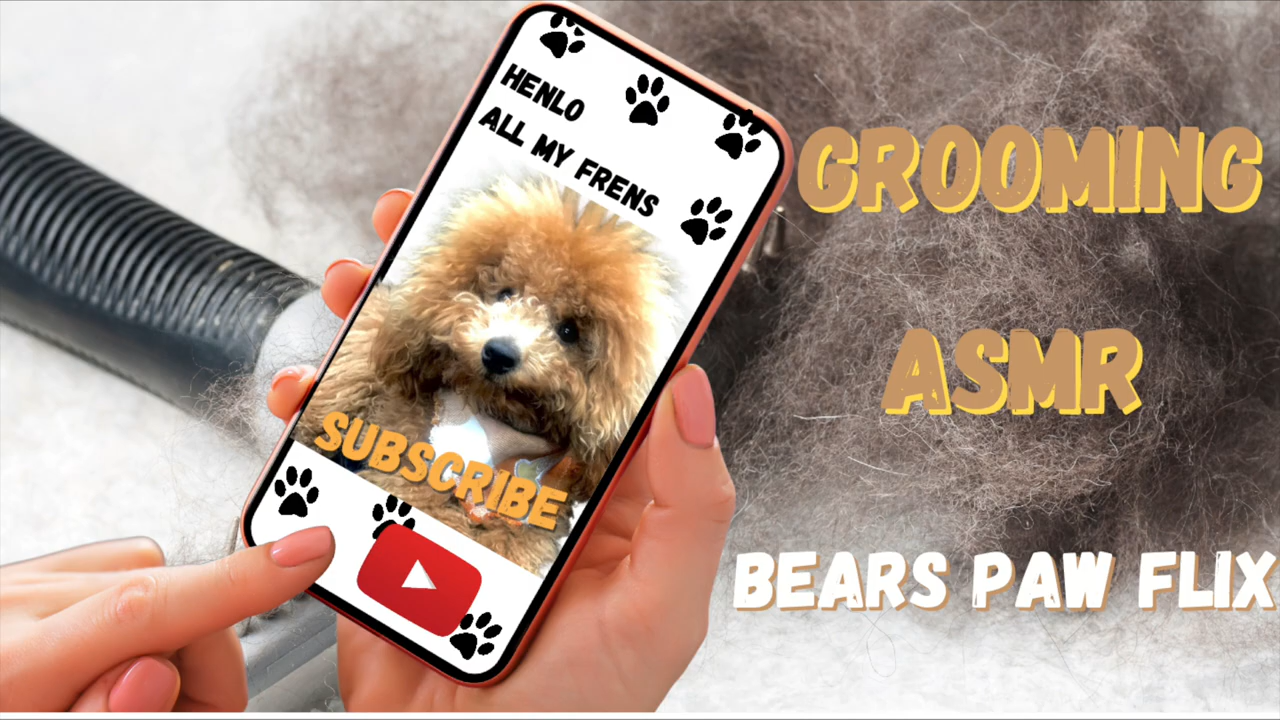 HENLO
ALL MY FRENS
SUBSCRIBE
GROOMING
ASMR
BEARS PAW FLIX